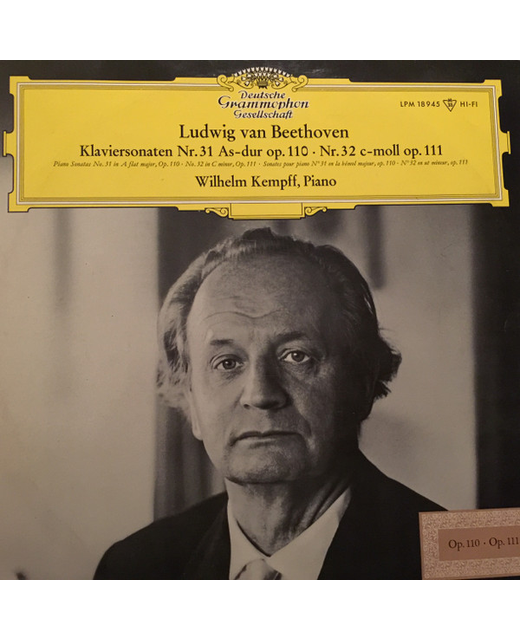 Deutsche
Grammophon
Gesellschaft
LPM 18945 HI-FI
Ludwig van Beethoven
Klaviersonaten Nr. 31 As-dur op. 110 · Nr. 32 c-moll op. 111
Piano Sonatas No. 31 in A flat major, Op. 110 · No. 32 in C minor, Op. 111 · Sonates pour piano N° 31 en la bémol majeur, op. 110 · N° 32 en ut mineur, op. 111
Wilhelm Kempff, Piano
Op. 110 · Op. 111